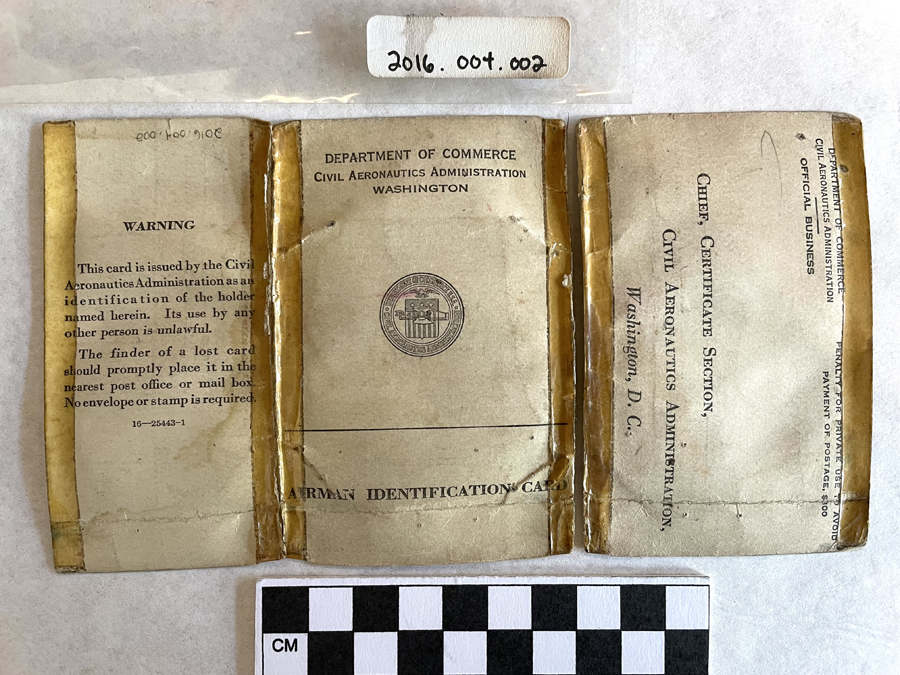 2016.004.002
2016.004.002
WARNING
This card is issued by the Civil
Aeronautics Administration as an
identification of the holder
named herein. Its use by any
other person is unlawful.
The finder of a lost card
should promptly place it in the
nearest post office or mail box.
No envelope or stamp is required.
16—25443-1
DEPARTMENT OF COMMERCE
CIVIL AERONAUTICS ADMINISTRATION
WASHINGTON
AIRMAN IDENTIFICATION CARD
DEPARTMENT OF COMMERCE
CIVIL AERONAUTICS ADMINISTRATION
OFFICIAL BUSINESS
PENALTY FOR PRIVATE USE TO AVOID
PAYMENT OF POSTAGE, $300
CHIEF, CERTIFICATE SECTION,
CIVIL AERONAUTICS ADMINISTRATION,
Washington, D. C.
CM